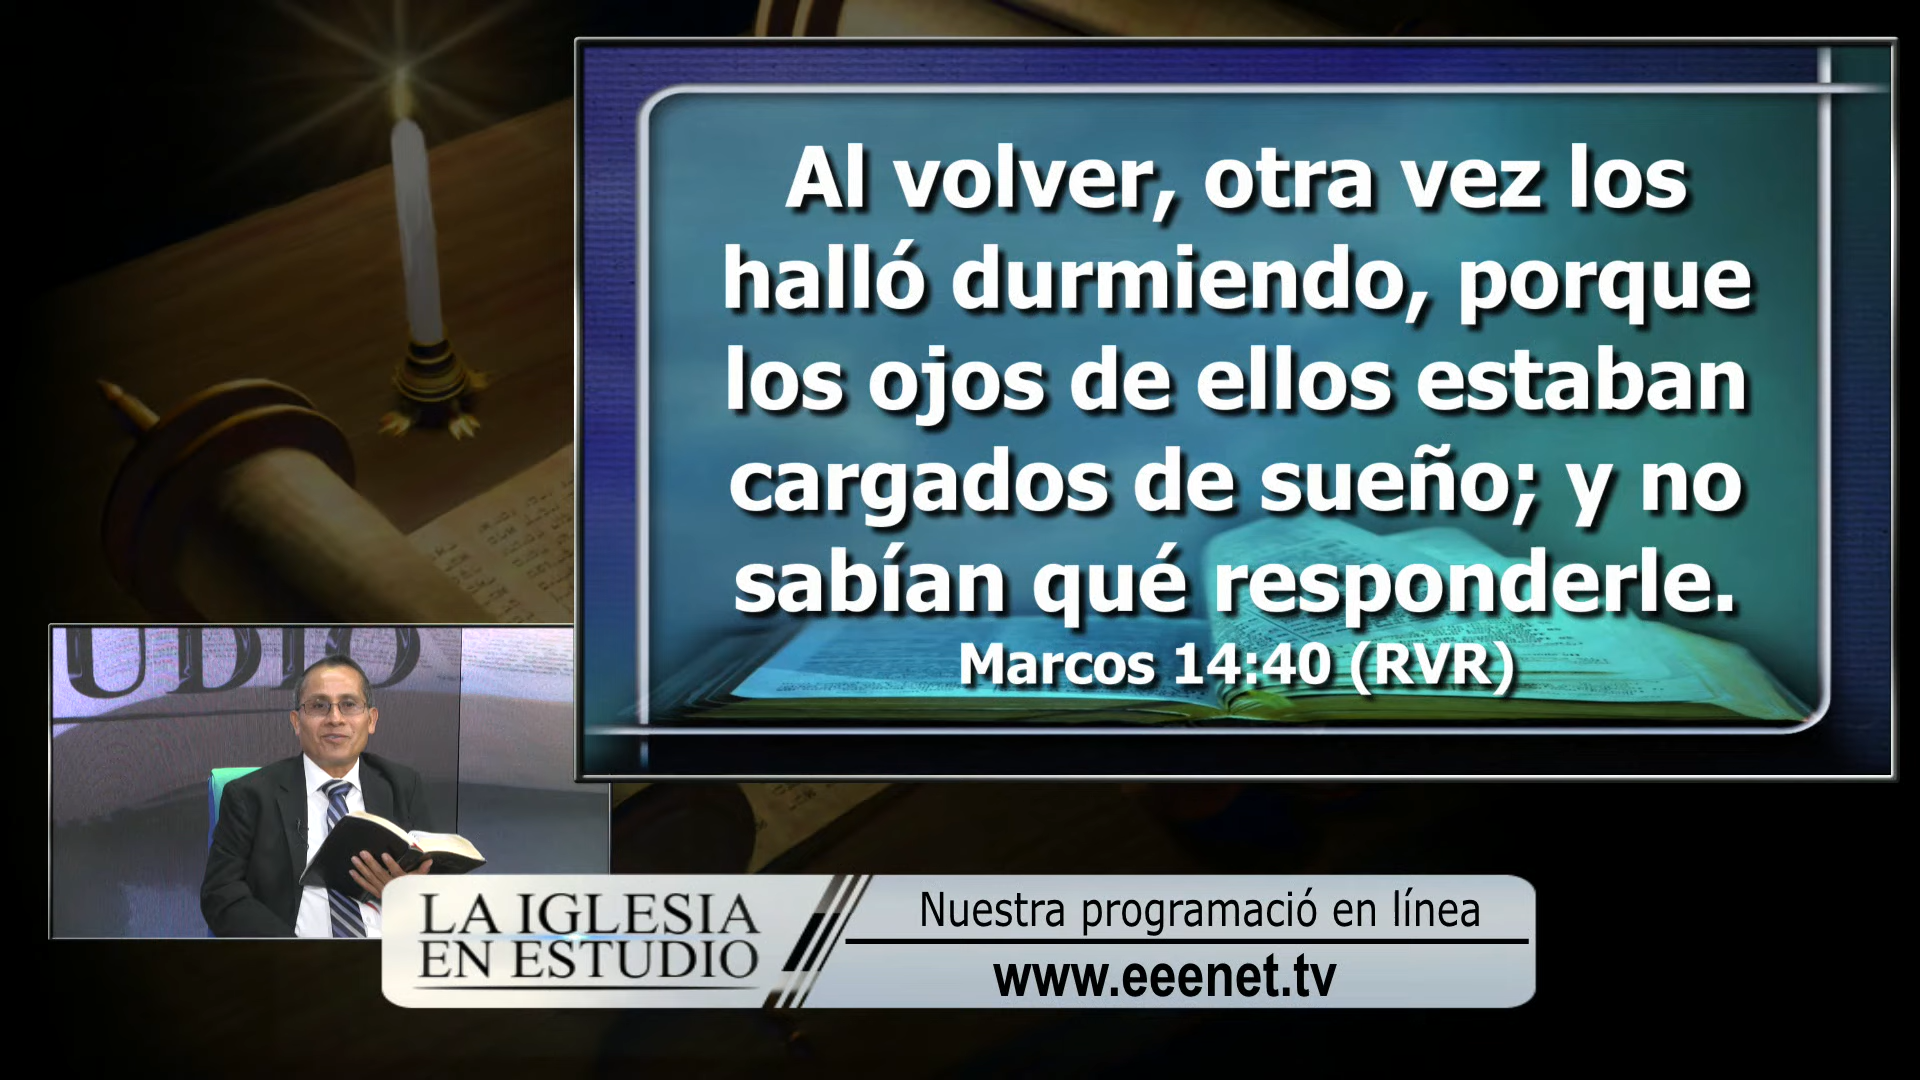 Al volver, otra vez los
halló durmiendo, porque
los ojos de ellos estaban
cargados de sueño; y no
sabían qué responderle.
Marcos 14:40 (RVR)
UDIO
LA IGLESIA
EN ESTUDIO
Nuestra programació en línea
www.eeenet.tv